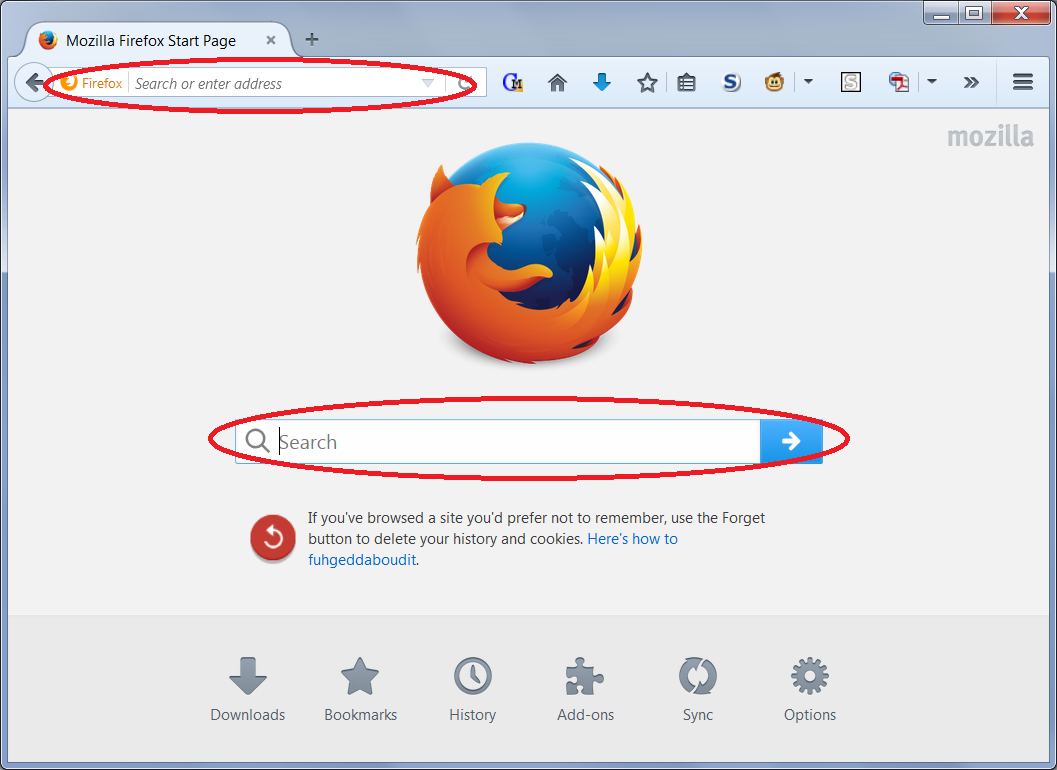 Mozilla Firefox Start Page
Firefox Search or enter address
GM S S
mozilla
Search
If you've browsed a site you'd prefer not to remember, use the Forget
button to delete your history and cookies. Here's how to
fuhgeddaboudit.
Downloads Bookmarks History Add-ons Sync Options